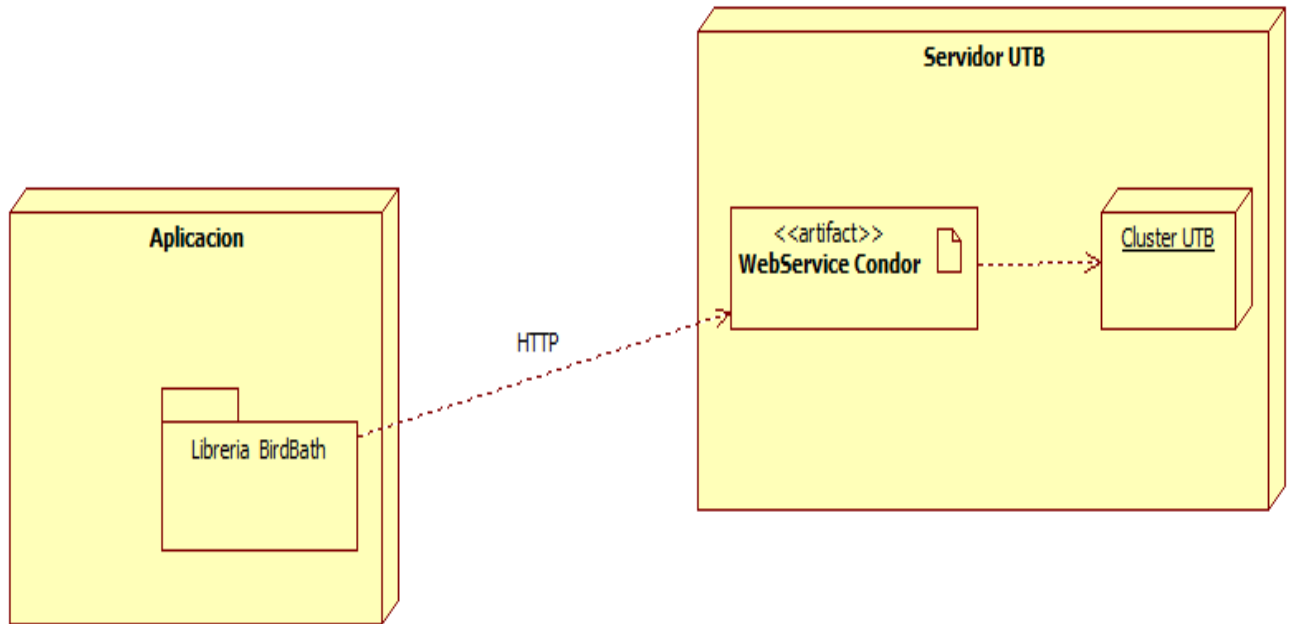 Servidor UTB
<<artifact>>
WebService Condor
Cluster UTB
Aplicacion
HTTP
Libreria BirdBath